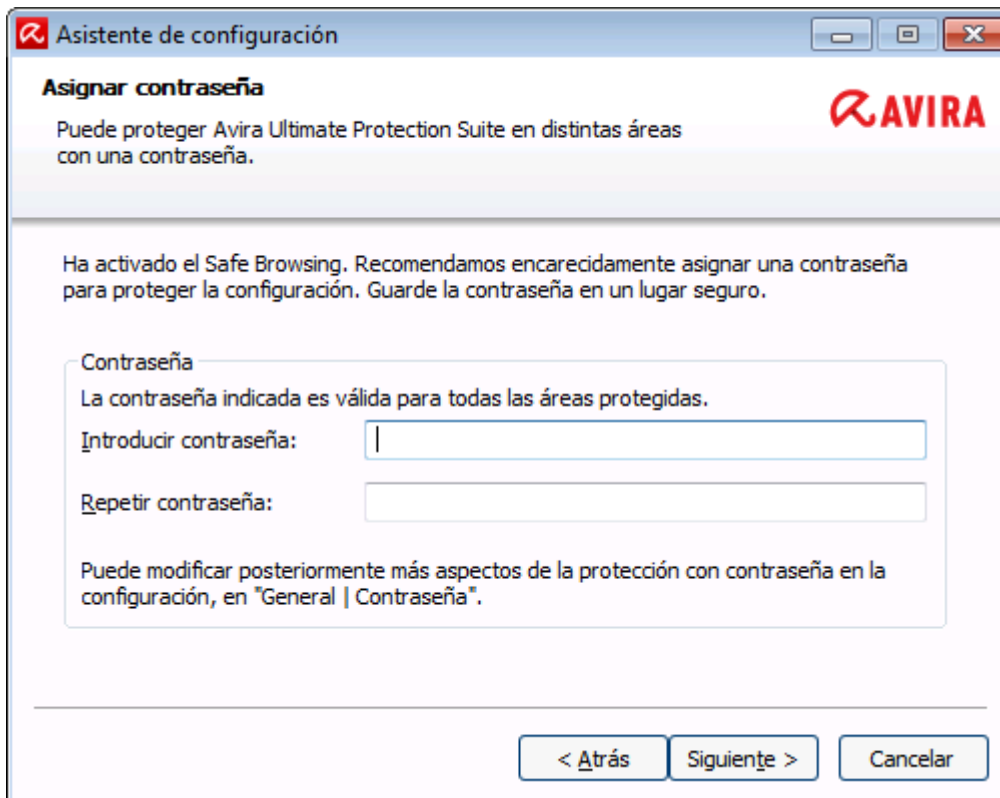 Asistente de configuración
Asignar contraseña
AVIRA
Puede proteger Avira Ultimate Protection Suite en distintas áreas
con una contraseña.
Ha activado el Safe Browsing. Recomendamos encarecidamente asignar una contraseña
para proteger la configuración. Guarde la contraseña en un lugar seguro.
Contraseña
La contraseña indicada es válida para todas las áreas protegidas.
Introducir contraseña:
Repetir contraseña:
Puede modificar posteriormente más aspectos de la protección con contraseña en la
configuración, en "General | Contraseña".
< Atrás Siguiente > Cancelar